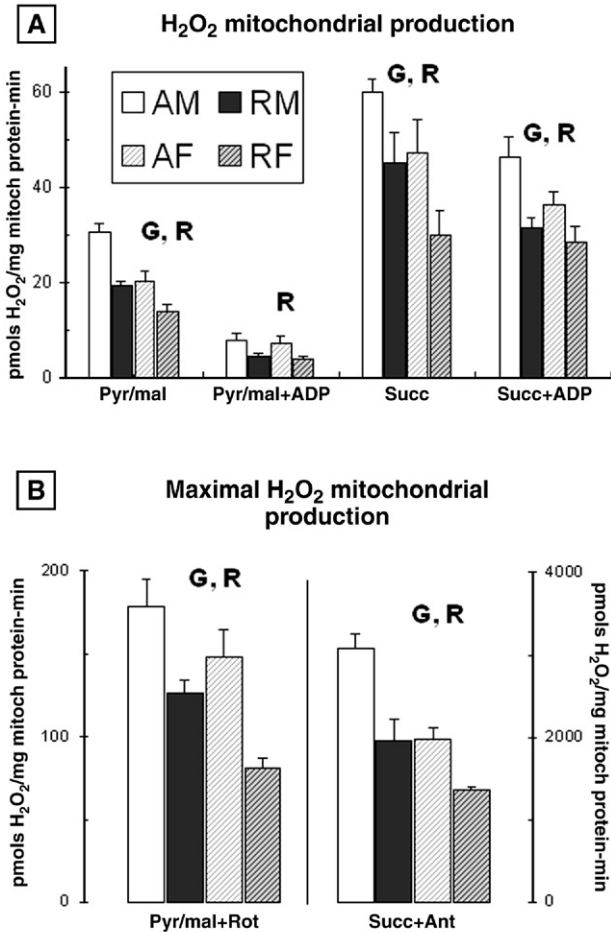 A
H₂O₂ mitochondrial production
pmols H₂O₂/mg mitoch protein-min
60
40
20
0
AM RM
AF RF
G, R
R
G, R
G, R
Pyr/mal Pyr/mal+ADP Succ Succ+ADP
B
Maximal H₂O₂ mitochondrial
production
pmols H₂O₂/mg mitoch protein-min
200
100
0
G, R
G, R
4000
2000
0
pmols H₂O₂/mg mitoch protein-min
Pyr/mal+Rot Succ+Ant